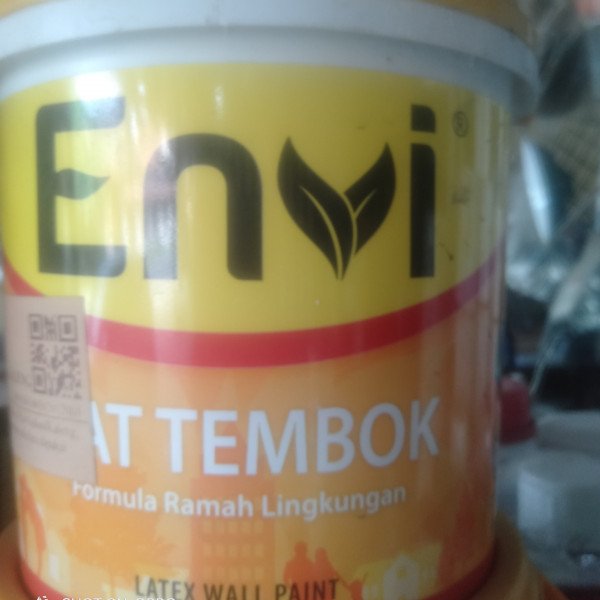 Envi®
AT TEMBOK
Formula Ramah Lingkungan
LATEX WALL PAINT